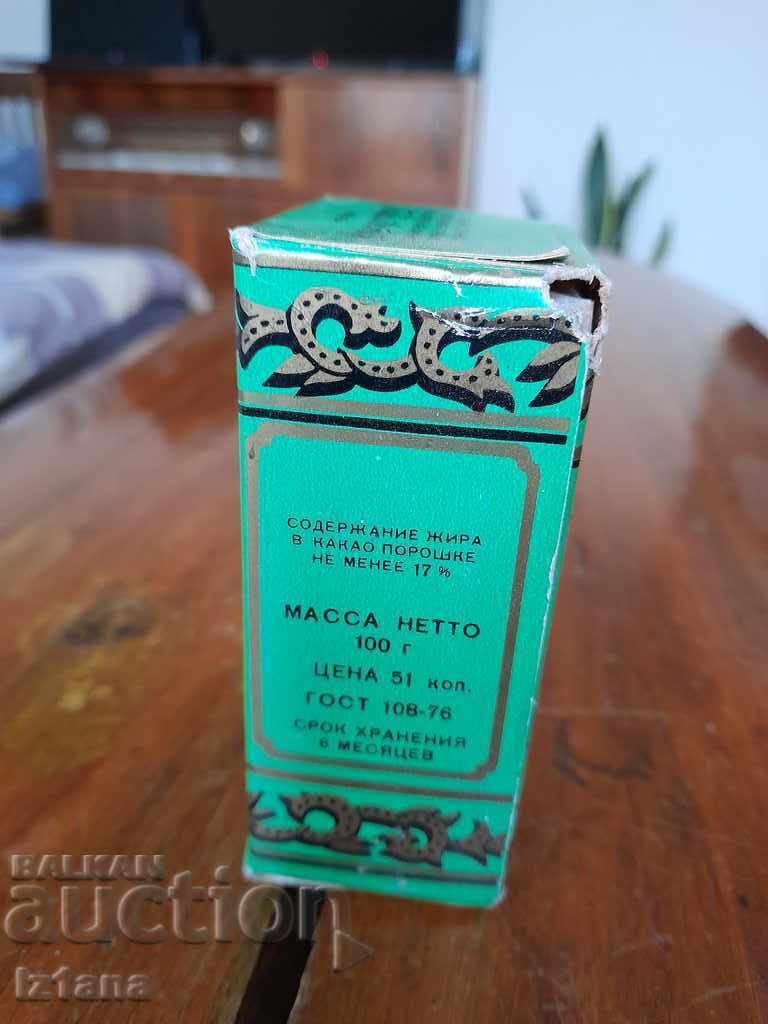 СОДЕРЖАНИЕ ЖИРА
В КАКАО ПОРОШКЕ
НЕ МЕНЕЕ 17 %
МАССА НЕТТО
100 г
ЦЕНА 51 коп.
ГОСТ 108-76
СРОК ХРАНЕНИЯ
6 МЕСЯЦЕВ
BALKAN
auction
Iz1ana